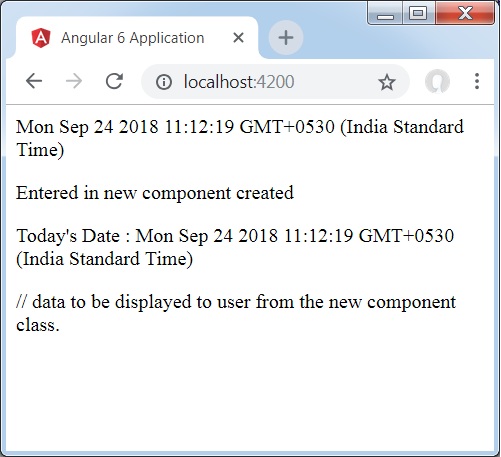 Angular 6 Application
localhost:4200
Mon Sep 24 2018 11:12:19 GMT+0530 (India Standard
Time)
Entered in new component created
Today's Date : Mon Sep 24 2018 11:12:19 GMT+0530
(India Standard Time)
// data to be displayed to user from the new component
class.